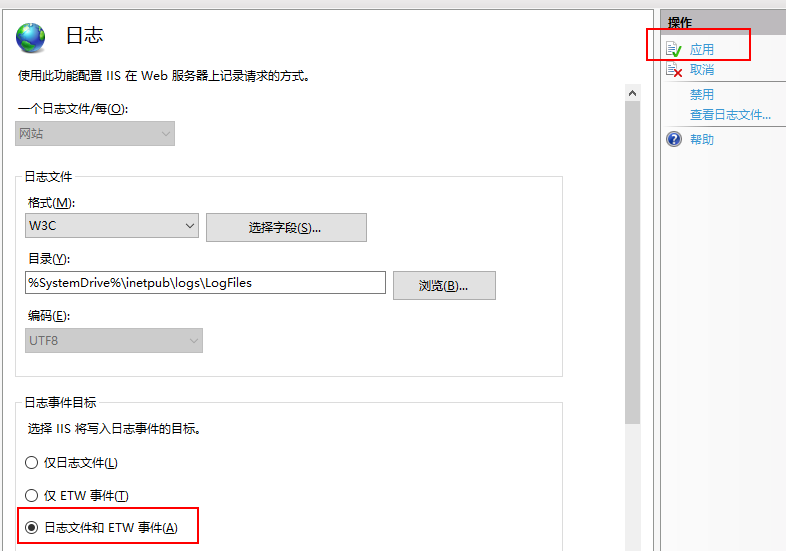 日志
使用此功能配置 IIS 在 Web 服务器上记录请求的方式。
一个日志文件/每(O):
网站
日志文件
格式(M):
W3C
选择字段(S)...
目录(Y):
%SystemDrive%\inetpub\logs\LogFiles
浏览(B)...
编码(E):
UTF8
日志事件目标
选择 IIS 将写入日志事件的目标。
仅日志文件(L)
仅 ETW 事件(T)
日志文件和 ETW 事件(A)
操作
应用
取消
禁用
查看日志文件...
帮助